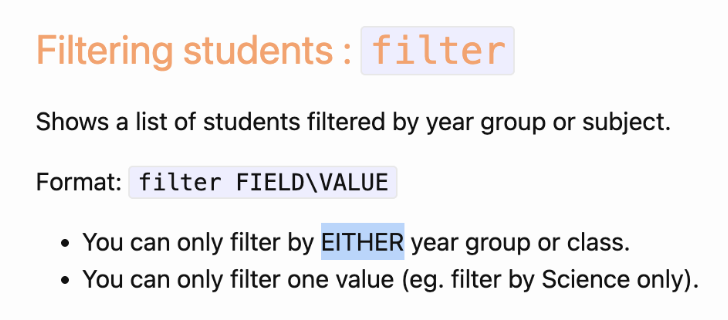 Filtering students : filter
Shows a list of students filtered by year group or subject.
Format: filter FIELD\VALUE
• You can only filter by EITHER year group or class.
• You can only filter one value (eg. filter by Science only).